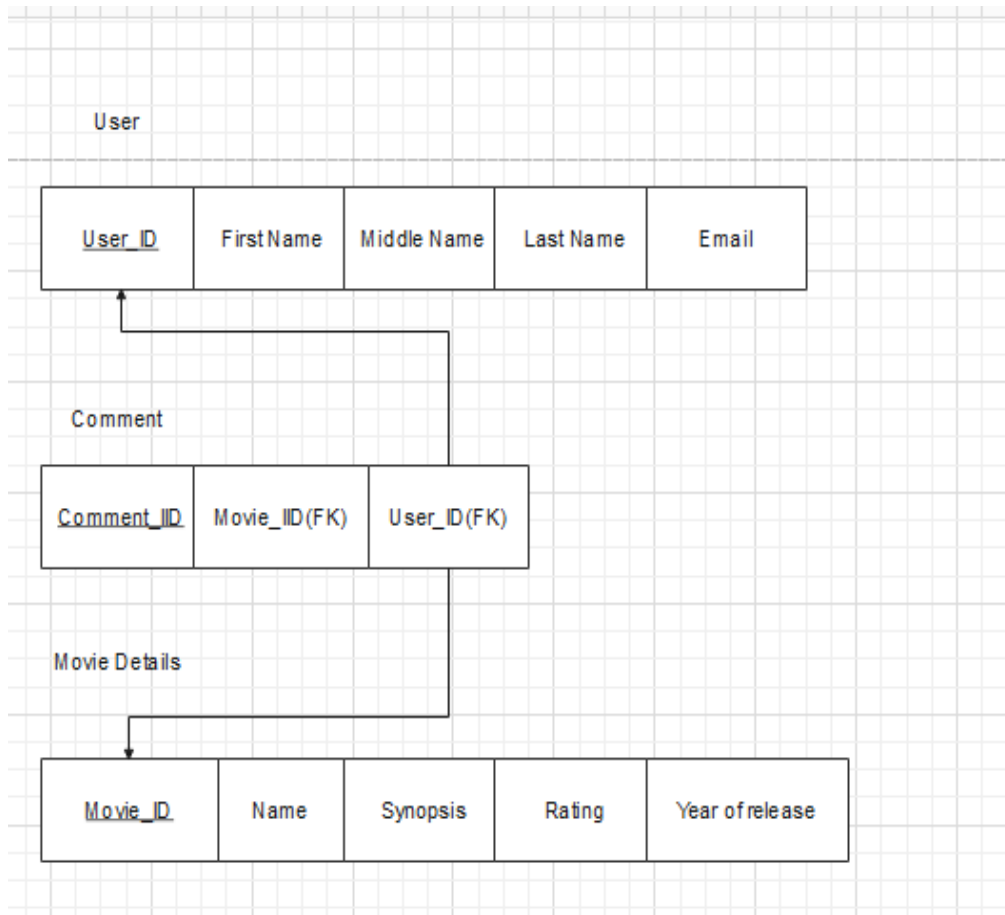 User
User_ID First Name Middle Name Last Name Email
Comment
Comment_IID Movie_IID(FK) User_ID(FK)
Movie Details
Movie_ID Name Synopsis Rating Year of release